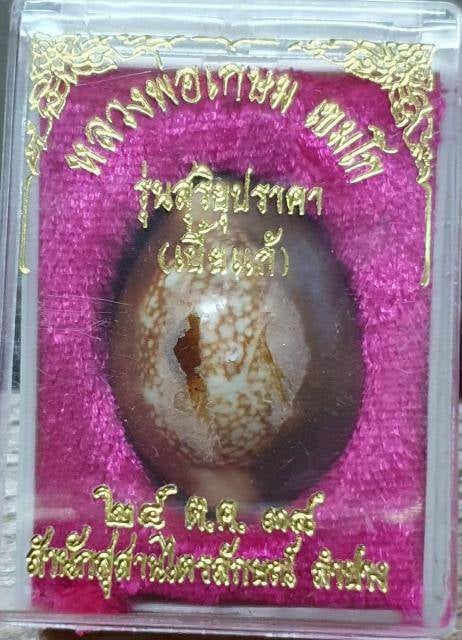 หลวงพ่อเกษม เขมโก
รุ่นสุริยุปราคา
(เบี้ยแก้)
๒๔ ต.ค. ๓๘
สำนักสุสานไตรลักษณ์ ลำปาง